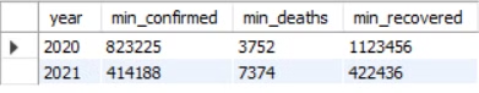 year min_confirmed min_deaths min_recovered
2020 823225 3752 1123456
2021 414188 7374 422436